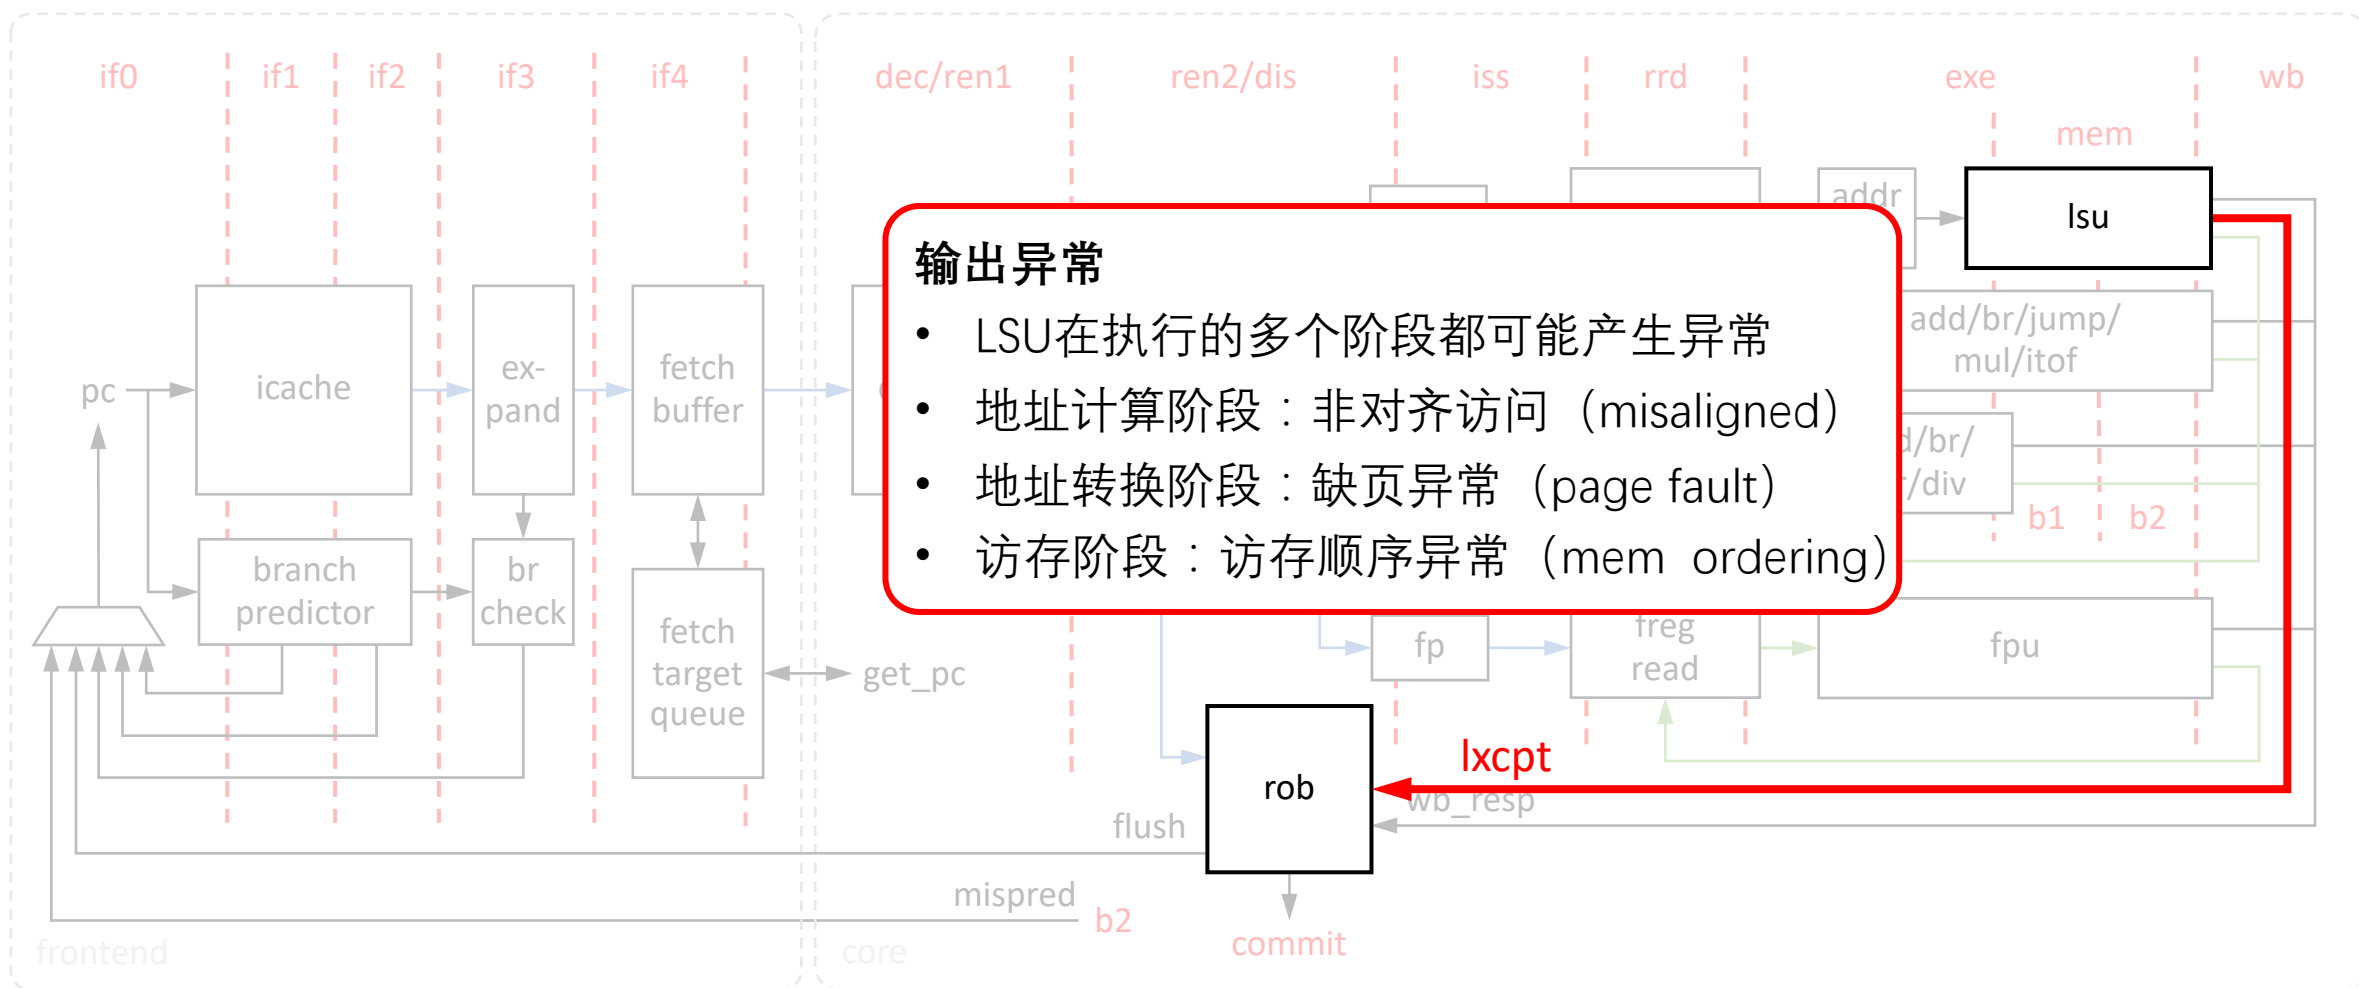 if0
if1
if2
if3
if4
dec/ren1
ren2/dis
iss
rrd
exe
wb
mem
addr
lsu
输出异常
• LSU在执行的多个阶段都可能产生异常
• 地址计算阶段：非对齐访问（misaligned）
• 地址转换阶段：缺页异常（page fault）
• 访存阶段：访存顺序异常（mem ordering）
add/br/jump/
mul/itof
/br/
/div
b1
b2
pc
icache
ex-
pand
fetch
buffer
branch
predictor
br
check
fetch
target
queue
get_pc
fp
freg
read
fpu
rob
lxcpt
wb_resp
flush
mispred
b2
commit
frontend
core